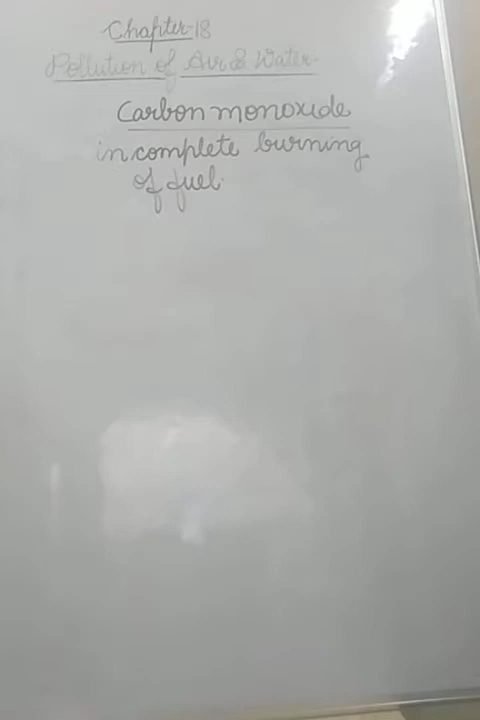 Chapter-18
Pollution of Air & Water
Carbon monoxide
incomplete burning
of fuel.